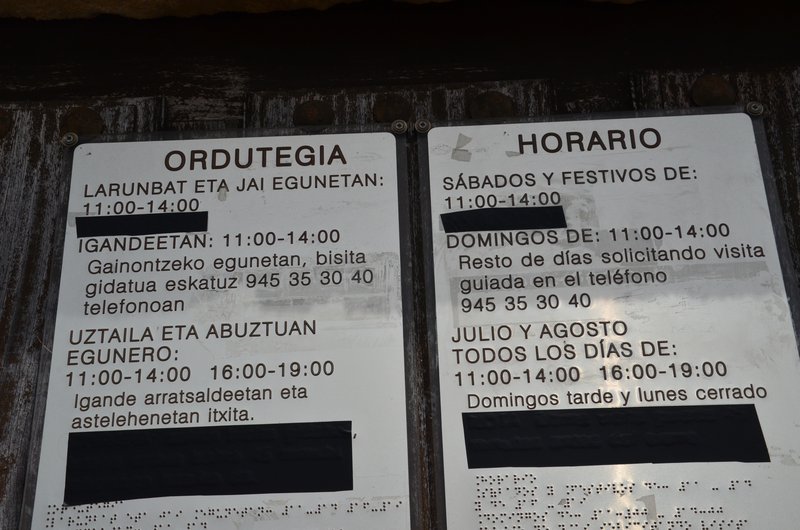 ORDUTEGIA
LARUNBAT ETA JAI EGUNETAN:
11:00-14:00
IGANDEETAN: 11:00-14:00
Gainontzeko egunetan, bisita
gidatua eskatuz 945 35 30 40
telefonoan
UZTAILA ETA ABUZTUAN
EGUNERO:
11:00-14:00 16:00-19:00
Igande arratsaldeetan eta
astelehenetan itxita.
HORARIO
SÁBADOS Y FESTIVOS DE:
11:00-14:00
DOMINGOS DE: 11:00-14:00
Resto de días solicitando visita
guiada en el teléfono
945 35 30 40
JULIO Y AGOSTO
TODOS LOS DÍAS DE:
11:00-14:00 16:00-19:00
Domingos tarde y lunes cerrado